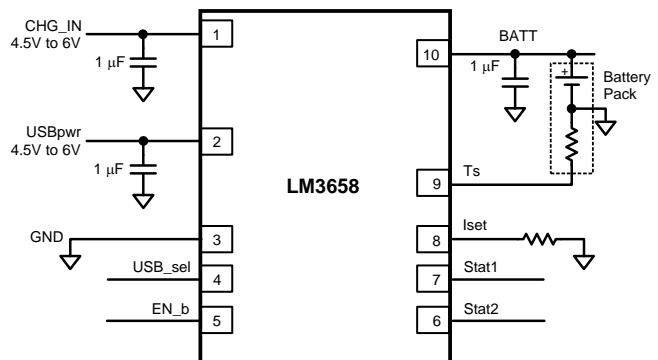 CHG_IN
4.5V to 6V
1 μF
1
USBpwr
4.5V to 6V
1 μF
2
GND
3
USB_sel
4
EN_b
5
LM3658
10
BATT
1 μF
+
Battery
Pack
9
Ts
8
Iset
7
Stat1
6
Stat2